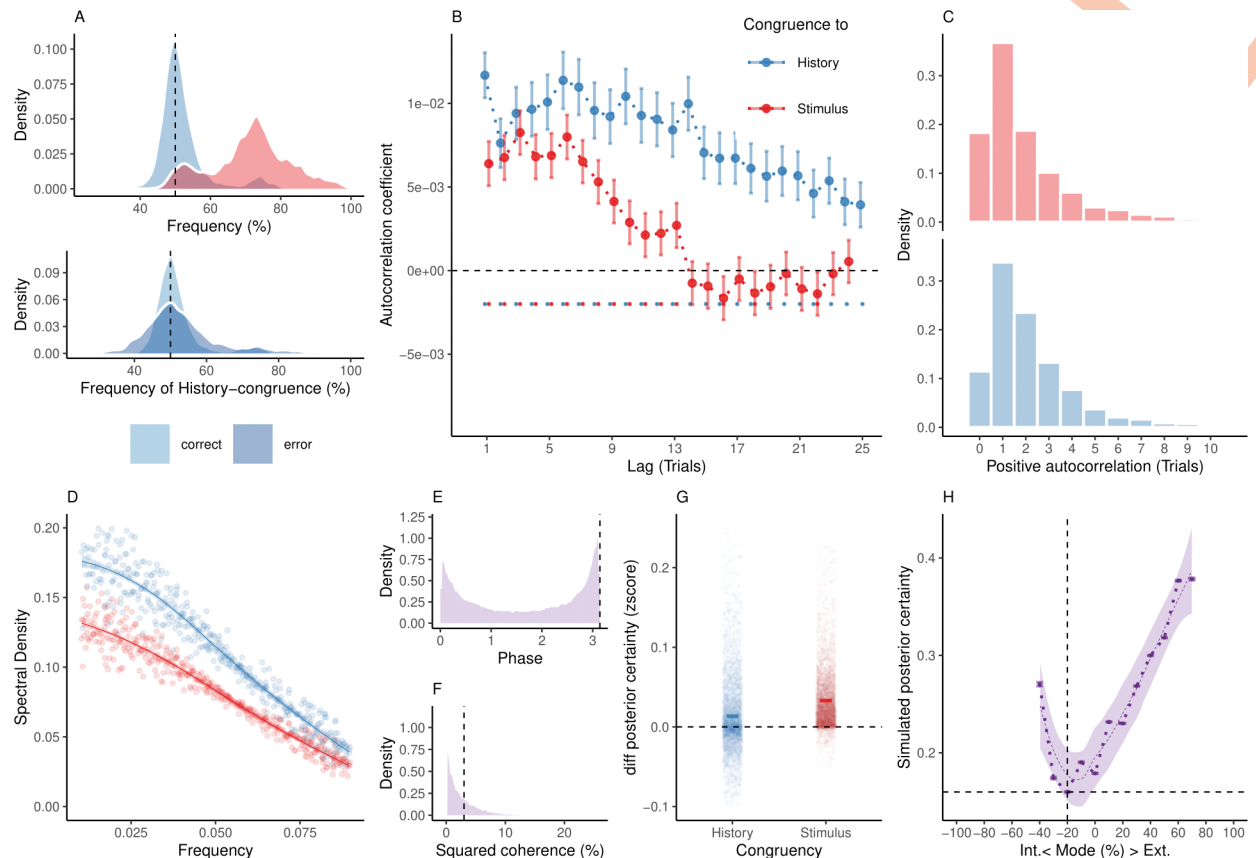 A
Density
0.100
0.075
0.050
0.025
0.000
40 60 80 100
Frequency (%)
Density
0.09
0.06
0.03
0.00
40 60 80 100
Frequency of History−congruence (%)
correct error
B
Congruence to
History
Stimulus
Autocorrelation coefficient
1e−02
5e−03
0e+00
−5e−03
1 5 9 13 17 21 25
Lag (Trials)
C
Density
0.3
0.2
0.1
0.0
0.3
0.2
0.1
0.0
0 1 2 3 4 5 6 7 8 9 10
Positive autocorrelation (Trials)
D
Spectral Density
0.20
0.15
0.10
0.05
0.00
0.025 0.050 0.075
Frequency
E
Density
1.25
1.00
0.75
0.50
0.25
0.00
0 1 2 3
Phase
F
Density
1.00
0.75
0.50
0.25
0.00
0 10 20
Squared coherence (%)
G
diff posterior certainty (zscore)
0.2
0.1
0.0
−0.1
History Stimulus
Congruency
H
Simulated posterior certainty
0.4
0.3
0.2
−100 −80 −60 −40 −20 0 20 40 60 80 100
Int.< Mode (%) > Ext.